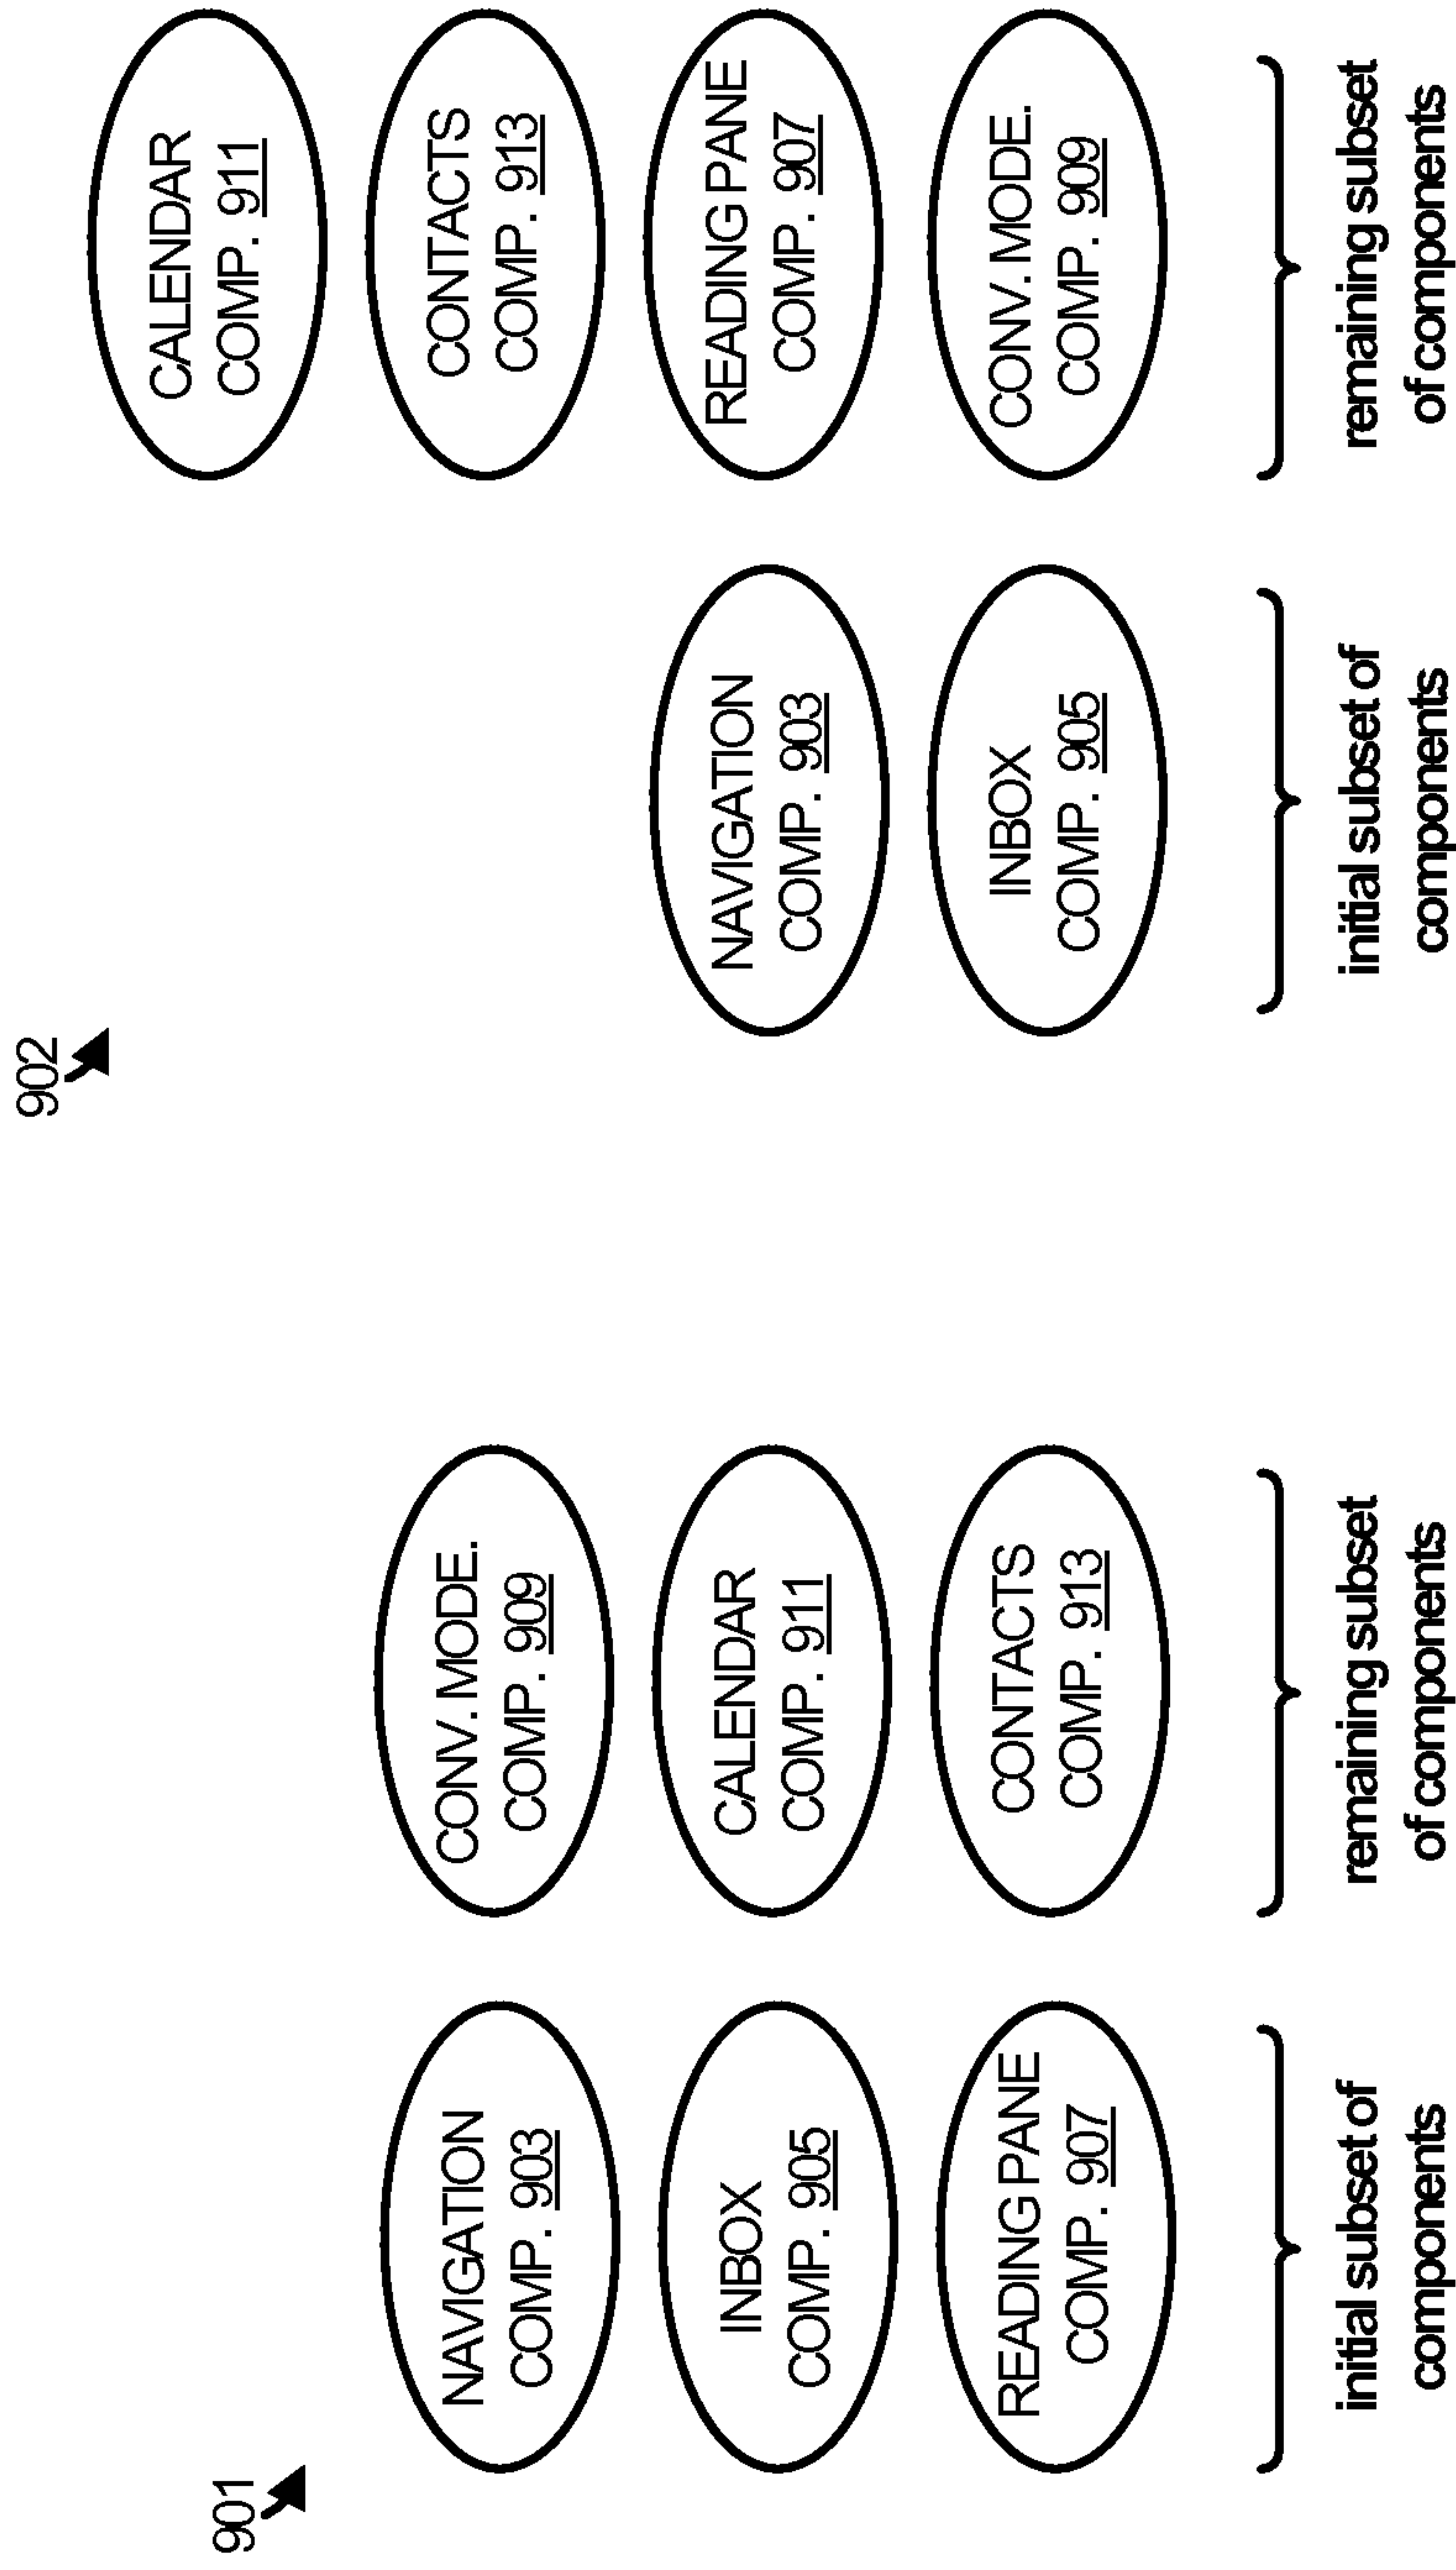 901
NAVIGATION
COMP. 903
INBOX
COMP. 905
READING PANE
COMP. 907
initial subset of
components
CONV. MODE.
COMP. 909
CALENDAR
COMP. 911
CONTACTS
COMP. 913
remaining subset
of components
902
NAVIGATION
COMP. 903
INBOX
COMP. 905
initial subset of
components
CALENDAR
COMP. 911
CONTACTS
COMP. 913
READING PANE
COMP. 907
CONV. MODE.
COMP. 909
remaining subset
of components